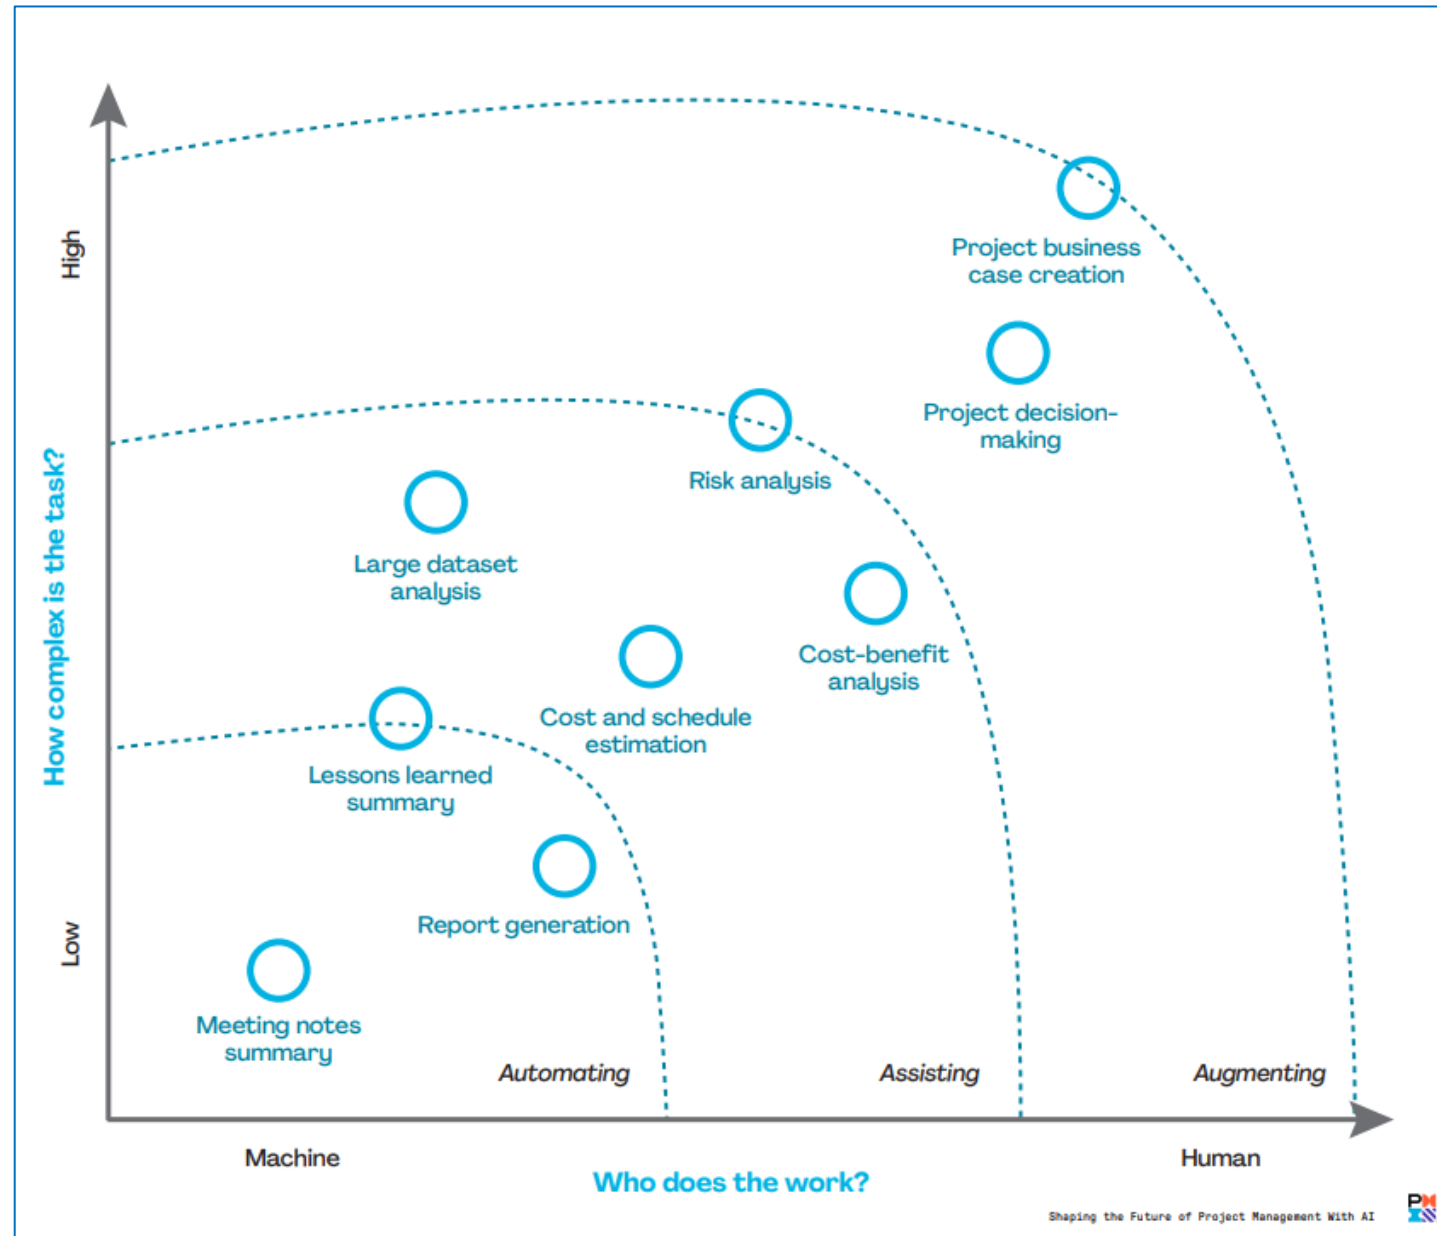 High
Project business
case creation
Project decision-
making
Risk analysis
How complex is the task?
Large dataset
analysis
Cost-benefit
analysis
Cost and schedule
estimation
Lessons learned
summary
Report generation
Low
Meeting notes
summary
Automating
Assisting
Augmenting
Machine
Human
Who does the work?
Shaping the Future of Project Management With AI